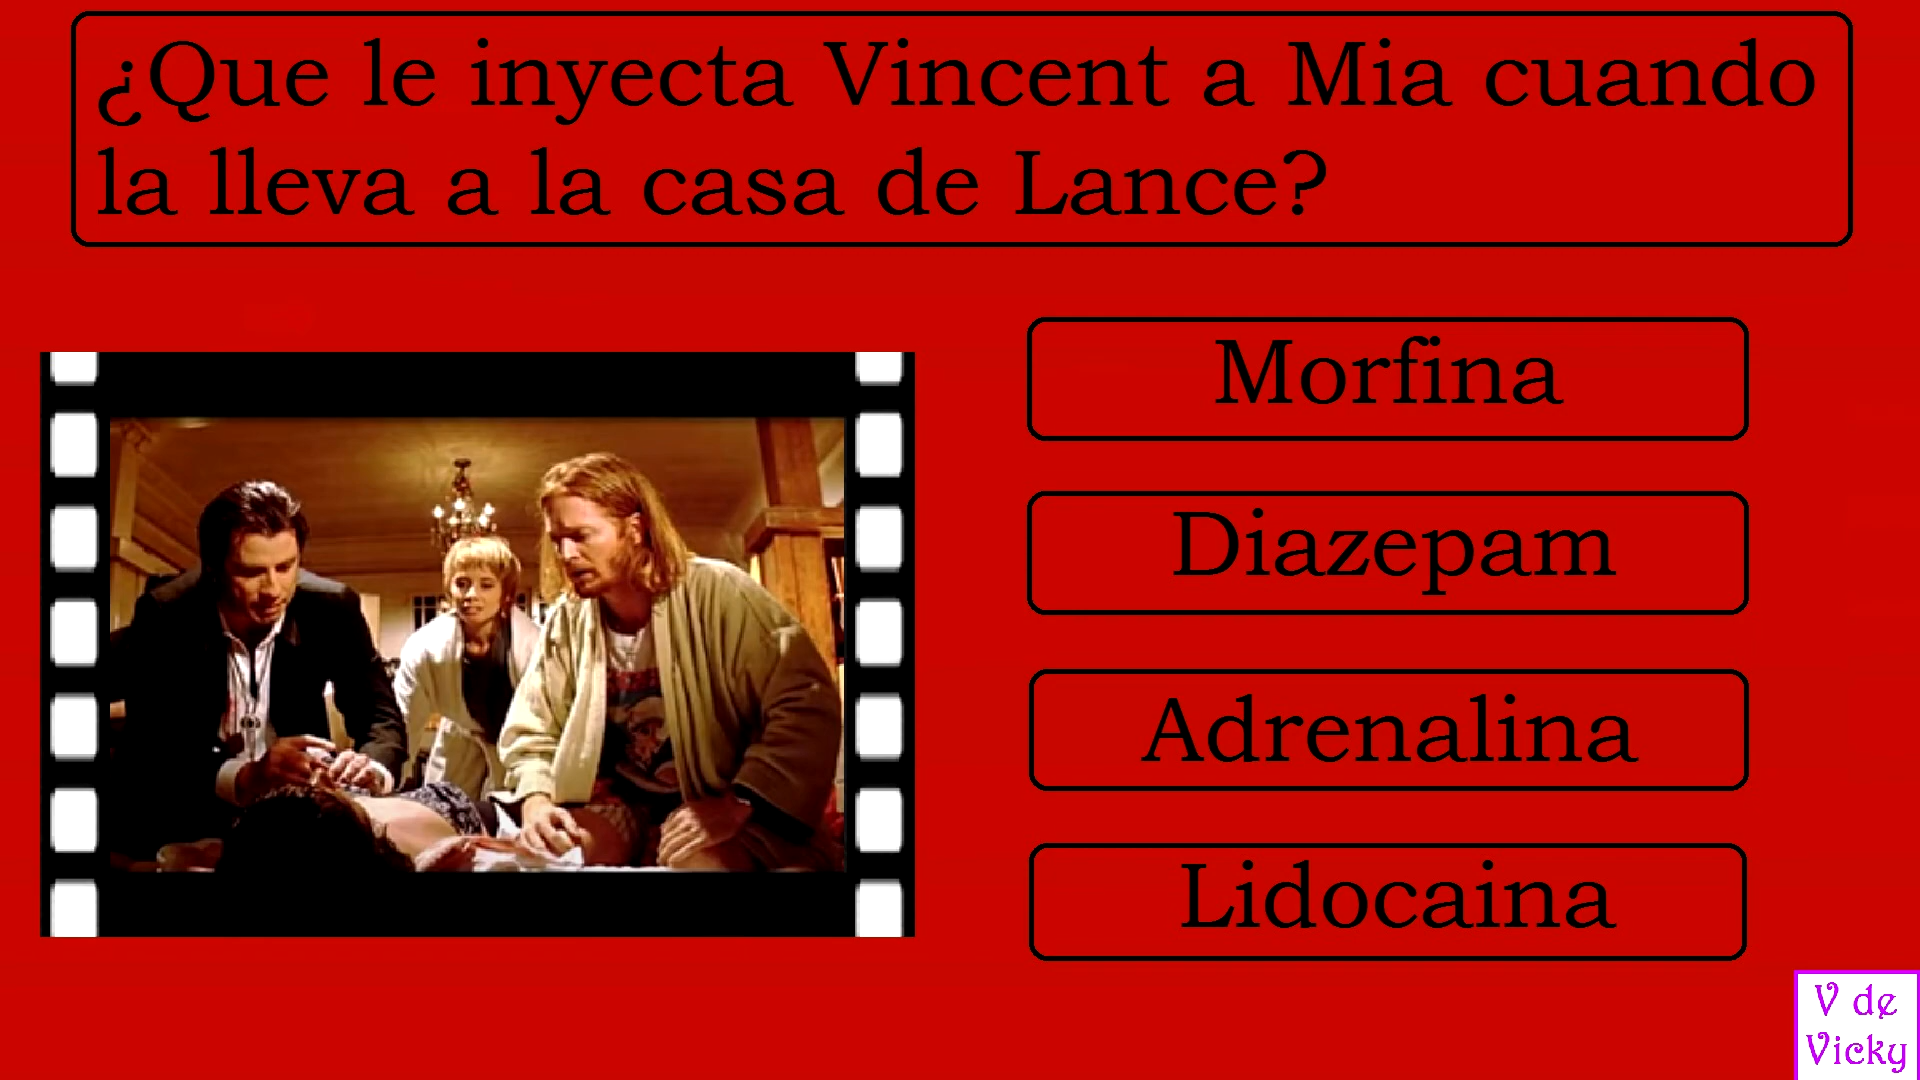 ¿Que le inyecta Vincent a Mia cuando
la lleva a la casa de Lance?
Morfina
Diazepam
Adrenalina
Lidocaina
V de
Vicky